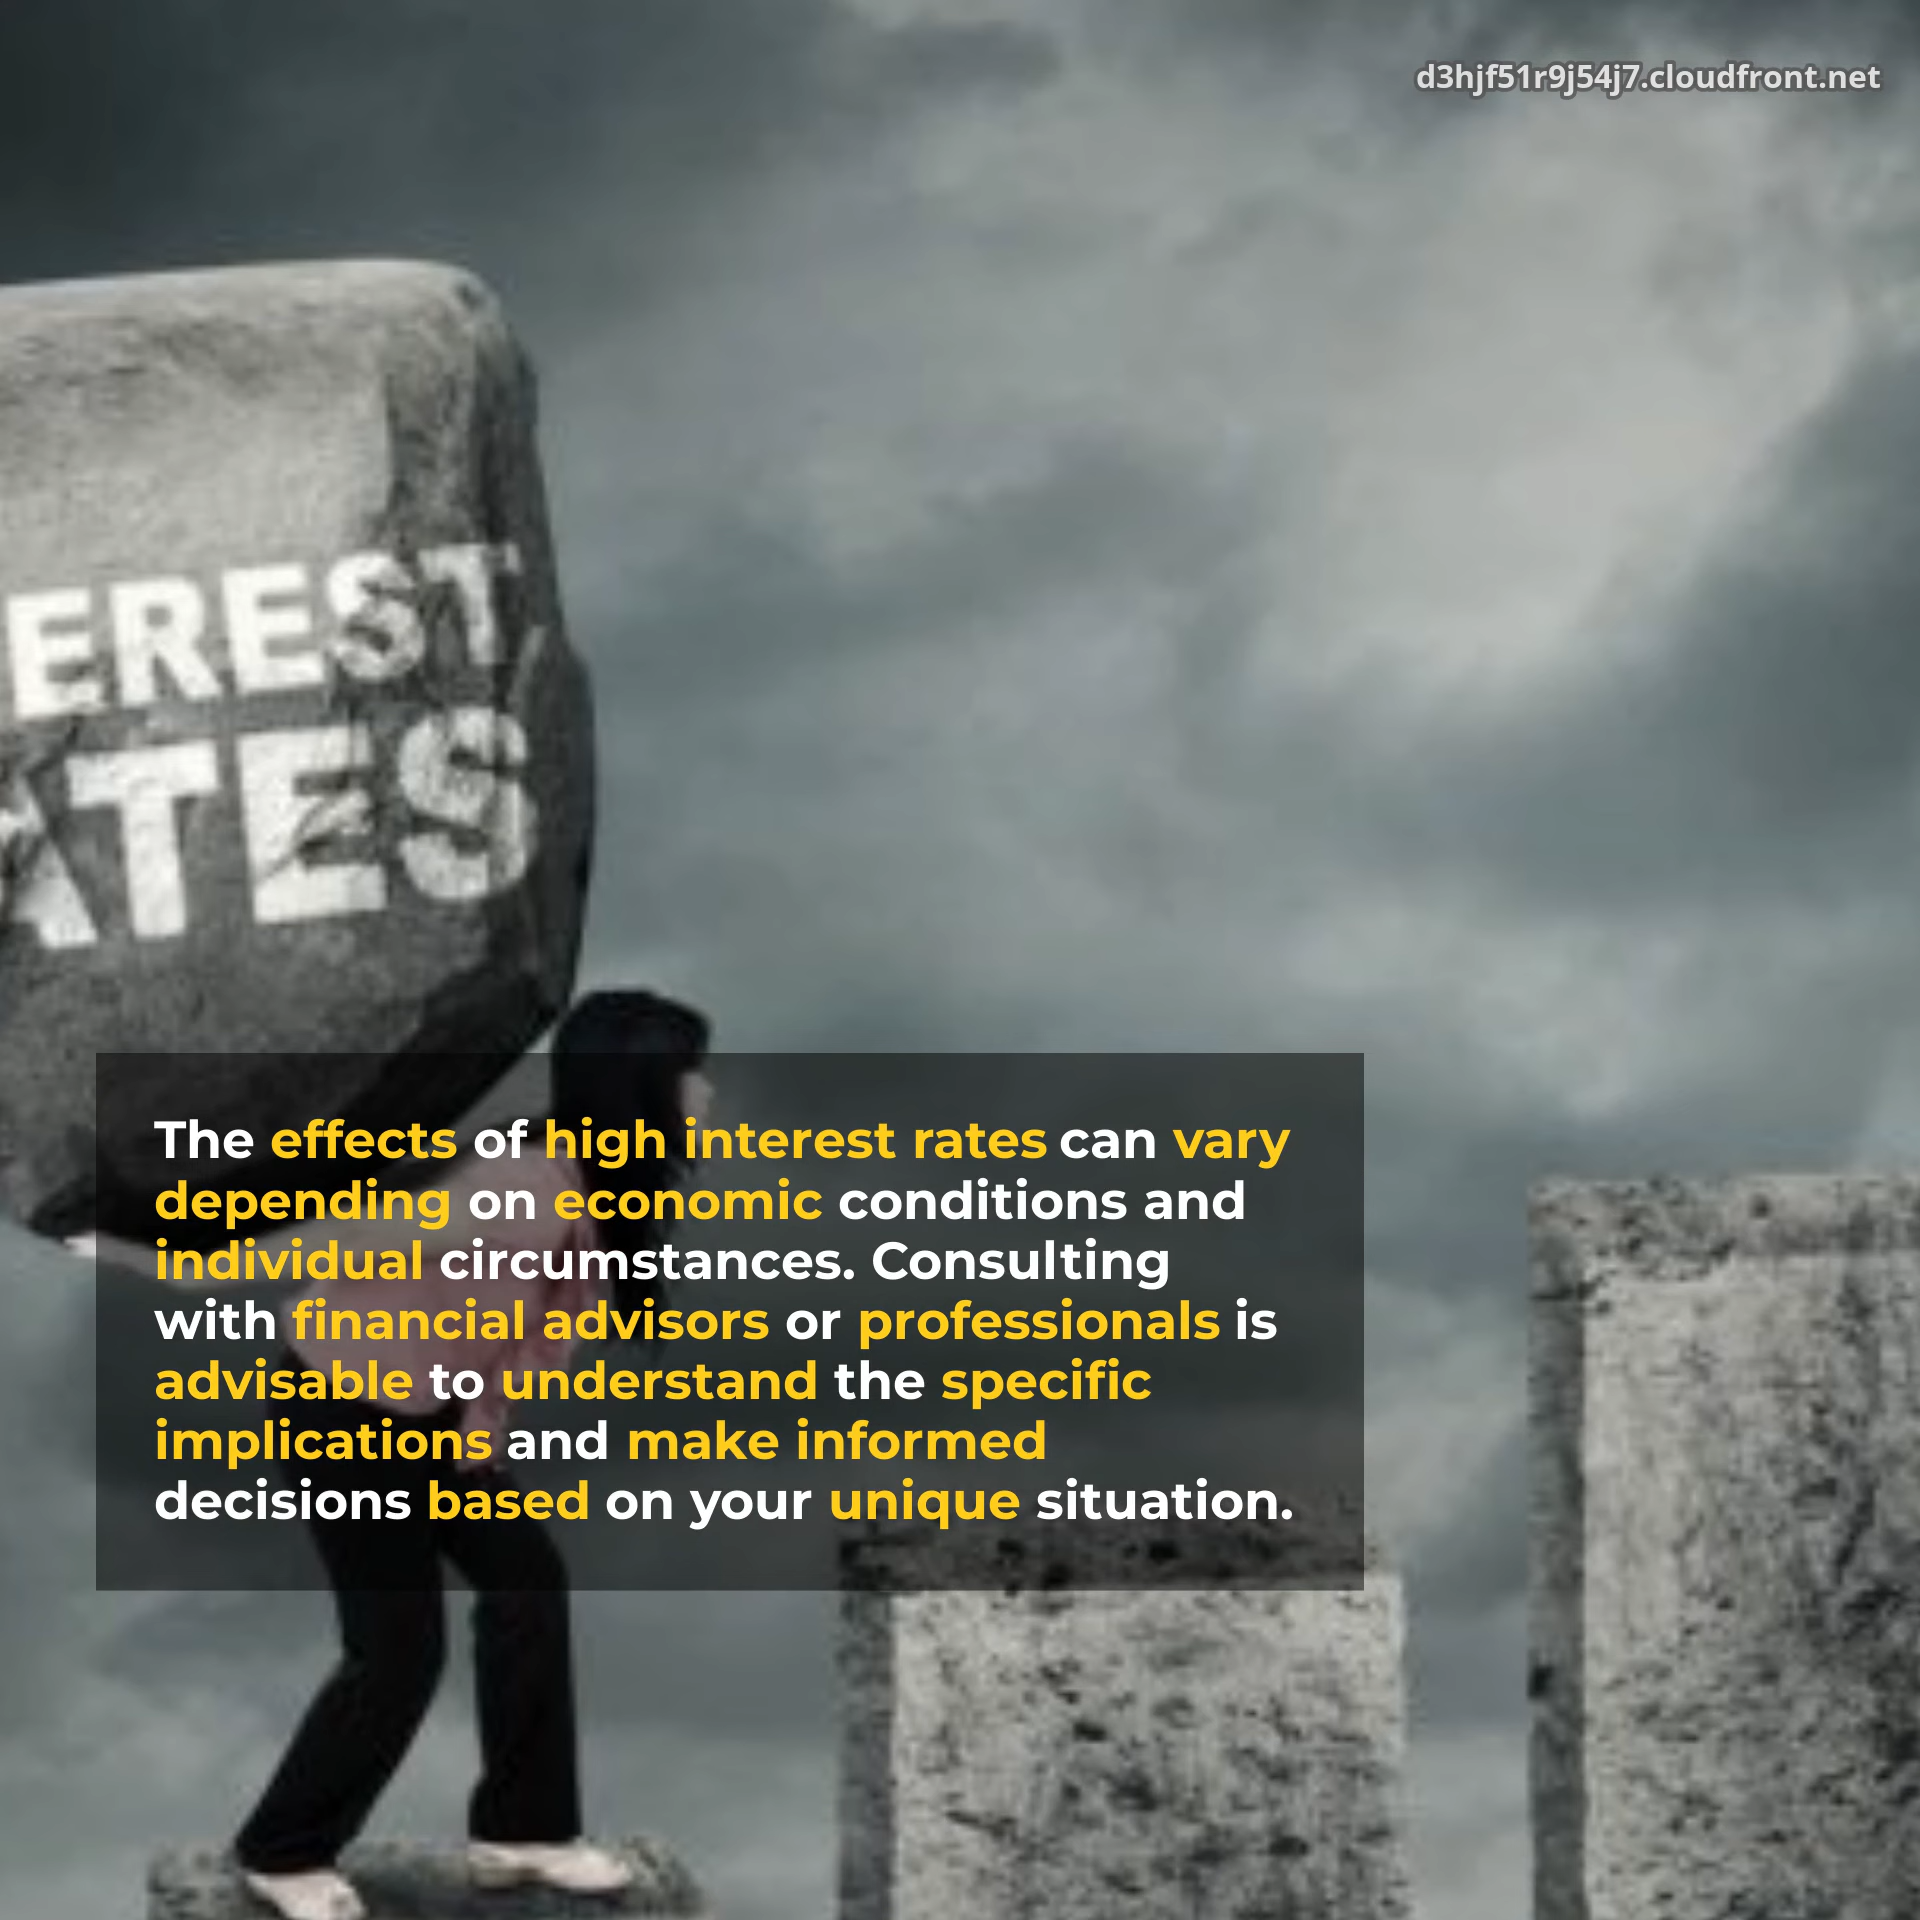 d3hjf51r9j54j7.cloudfront.net
EREST
ATES
The effects of high interest rates can vary
depending on economic conditions and
individual circumstances. Consulting
with financial advisors or professionals is
advisable to understand the specific
implications and make informed
decisions based on your unique situation.